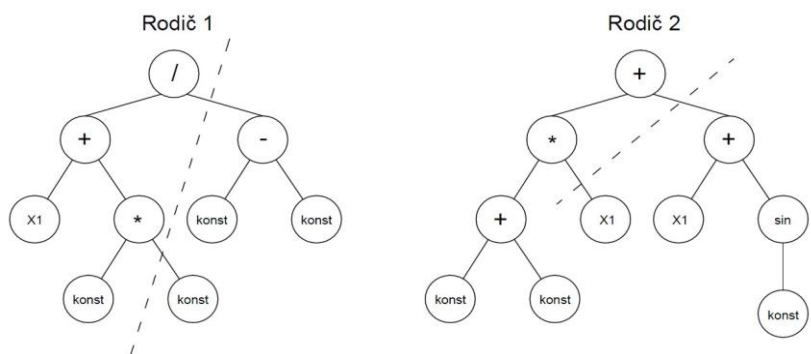 Rodič 1 Rodič 2
/ +
+ - * +
X1 * konst konst + X1 X1 sin
konst konst konst konst konst